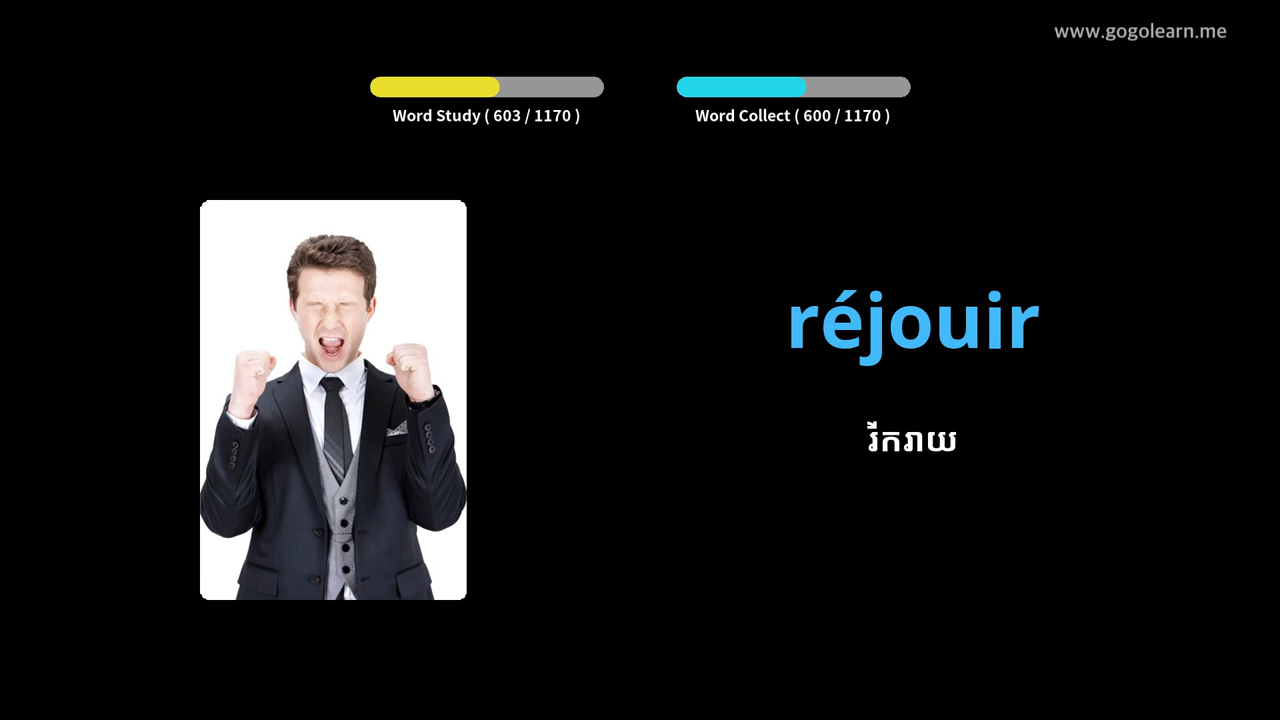 www.gogolearn.me
Word Study ( 603 / 1170 )
Word Collect ( 600 / 1170 )
réjouir
រីករាយ